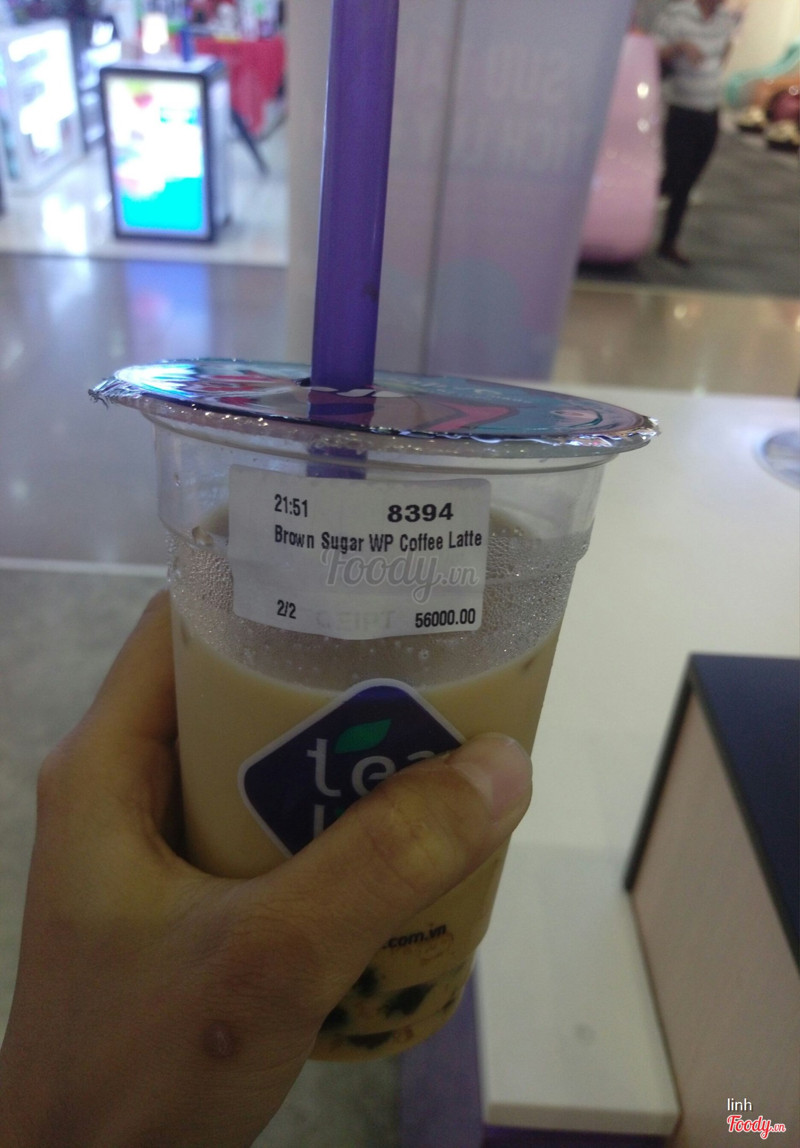 21:51
8394
Brown Sugar WP Coffee Latte
Foody.vn
2/2
56000.00
tea
.com.vn
linh
Foody.vn